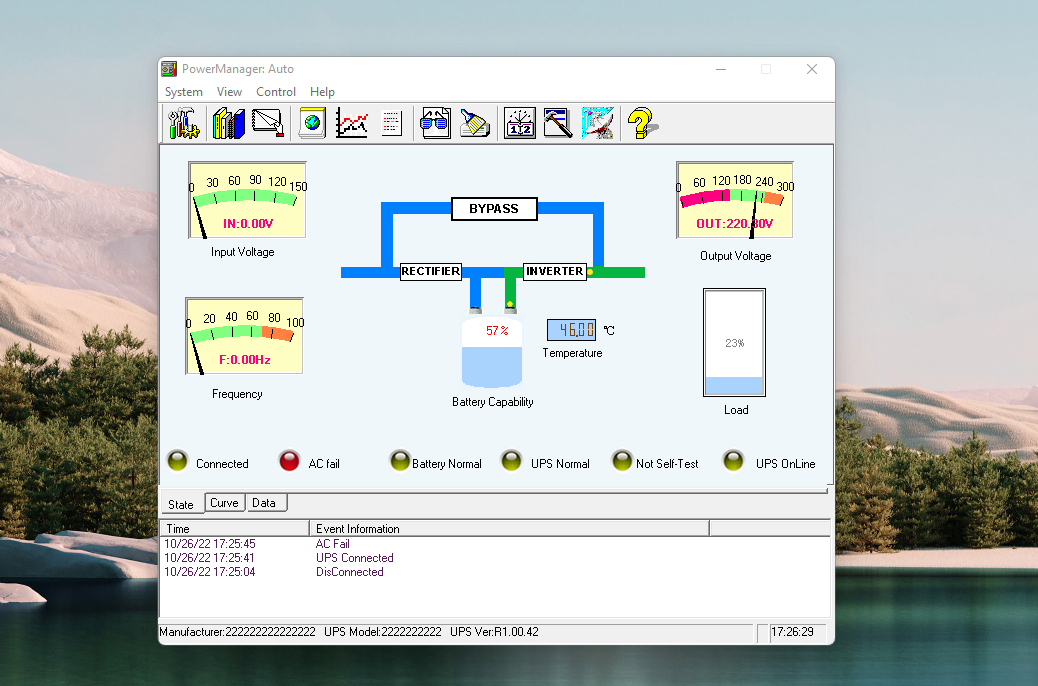 PowerManager: Auto
System View Control Help
0 30 60 90 120 150
IN:0.00V
Input Voltage
BYPASS
0 60 120 180 240 300
OUT:220.80V
Output Voltage
RECTIFIER
INVERTER
0 20 40 60 80 100
F:0.00Hz
Frequency
57%
Battery Capability
46.00 ℃
Temperature
23%
Load
Connected
AC fail
Battery Normal
UPS Normal
Not Self-Test
UPS OnLine
State Curve Data
Time Event Information
10/26/22 17:25:45 AC Fail
10/26/22 17:25:41 UPS Connected
10/26/22 17:25:04 DisConnected
Manufacturer:222222222222222 UPS Model:2222222222 UPS Ver:R1.00.42 17:26:29